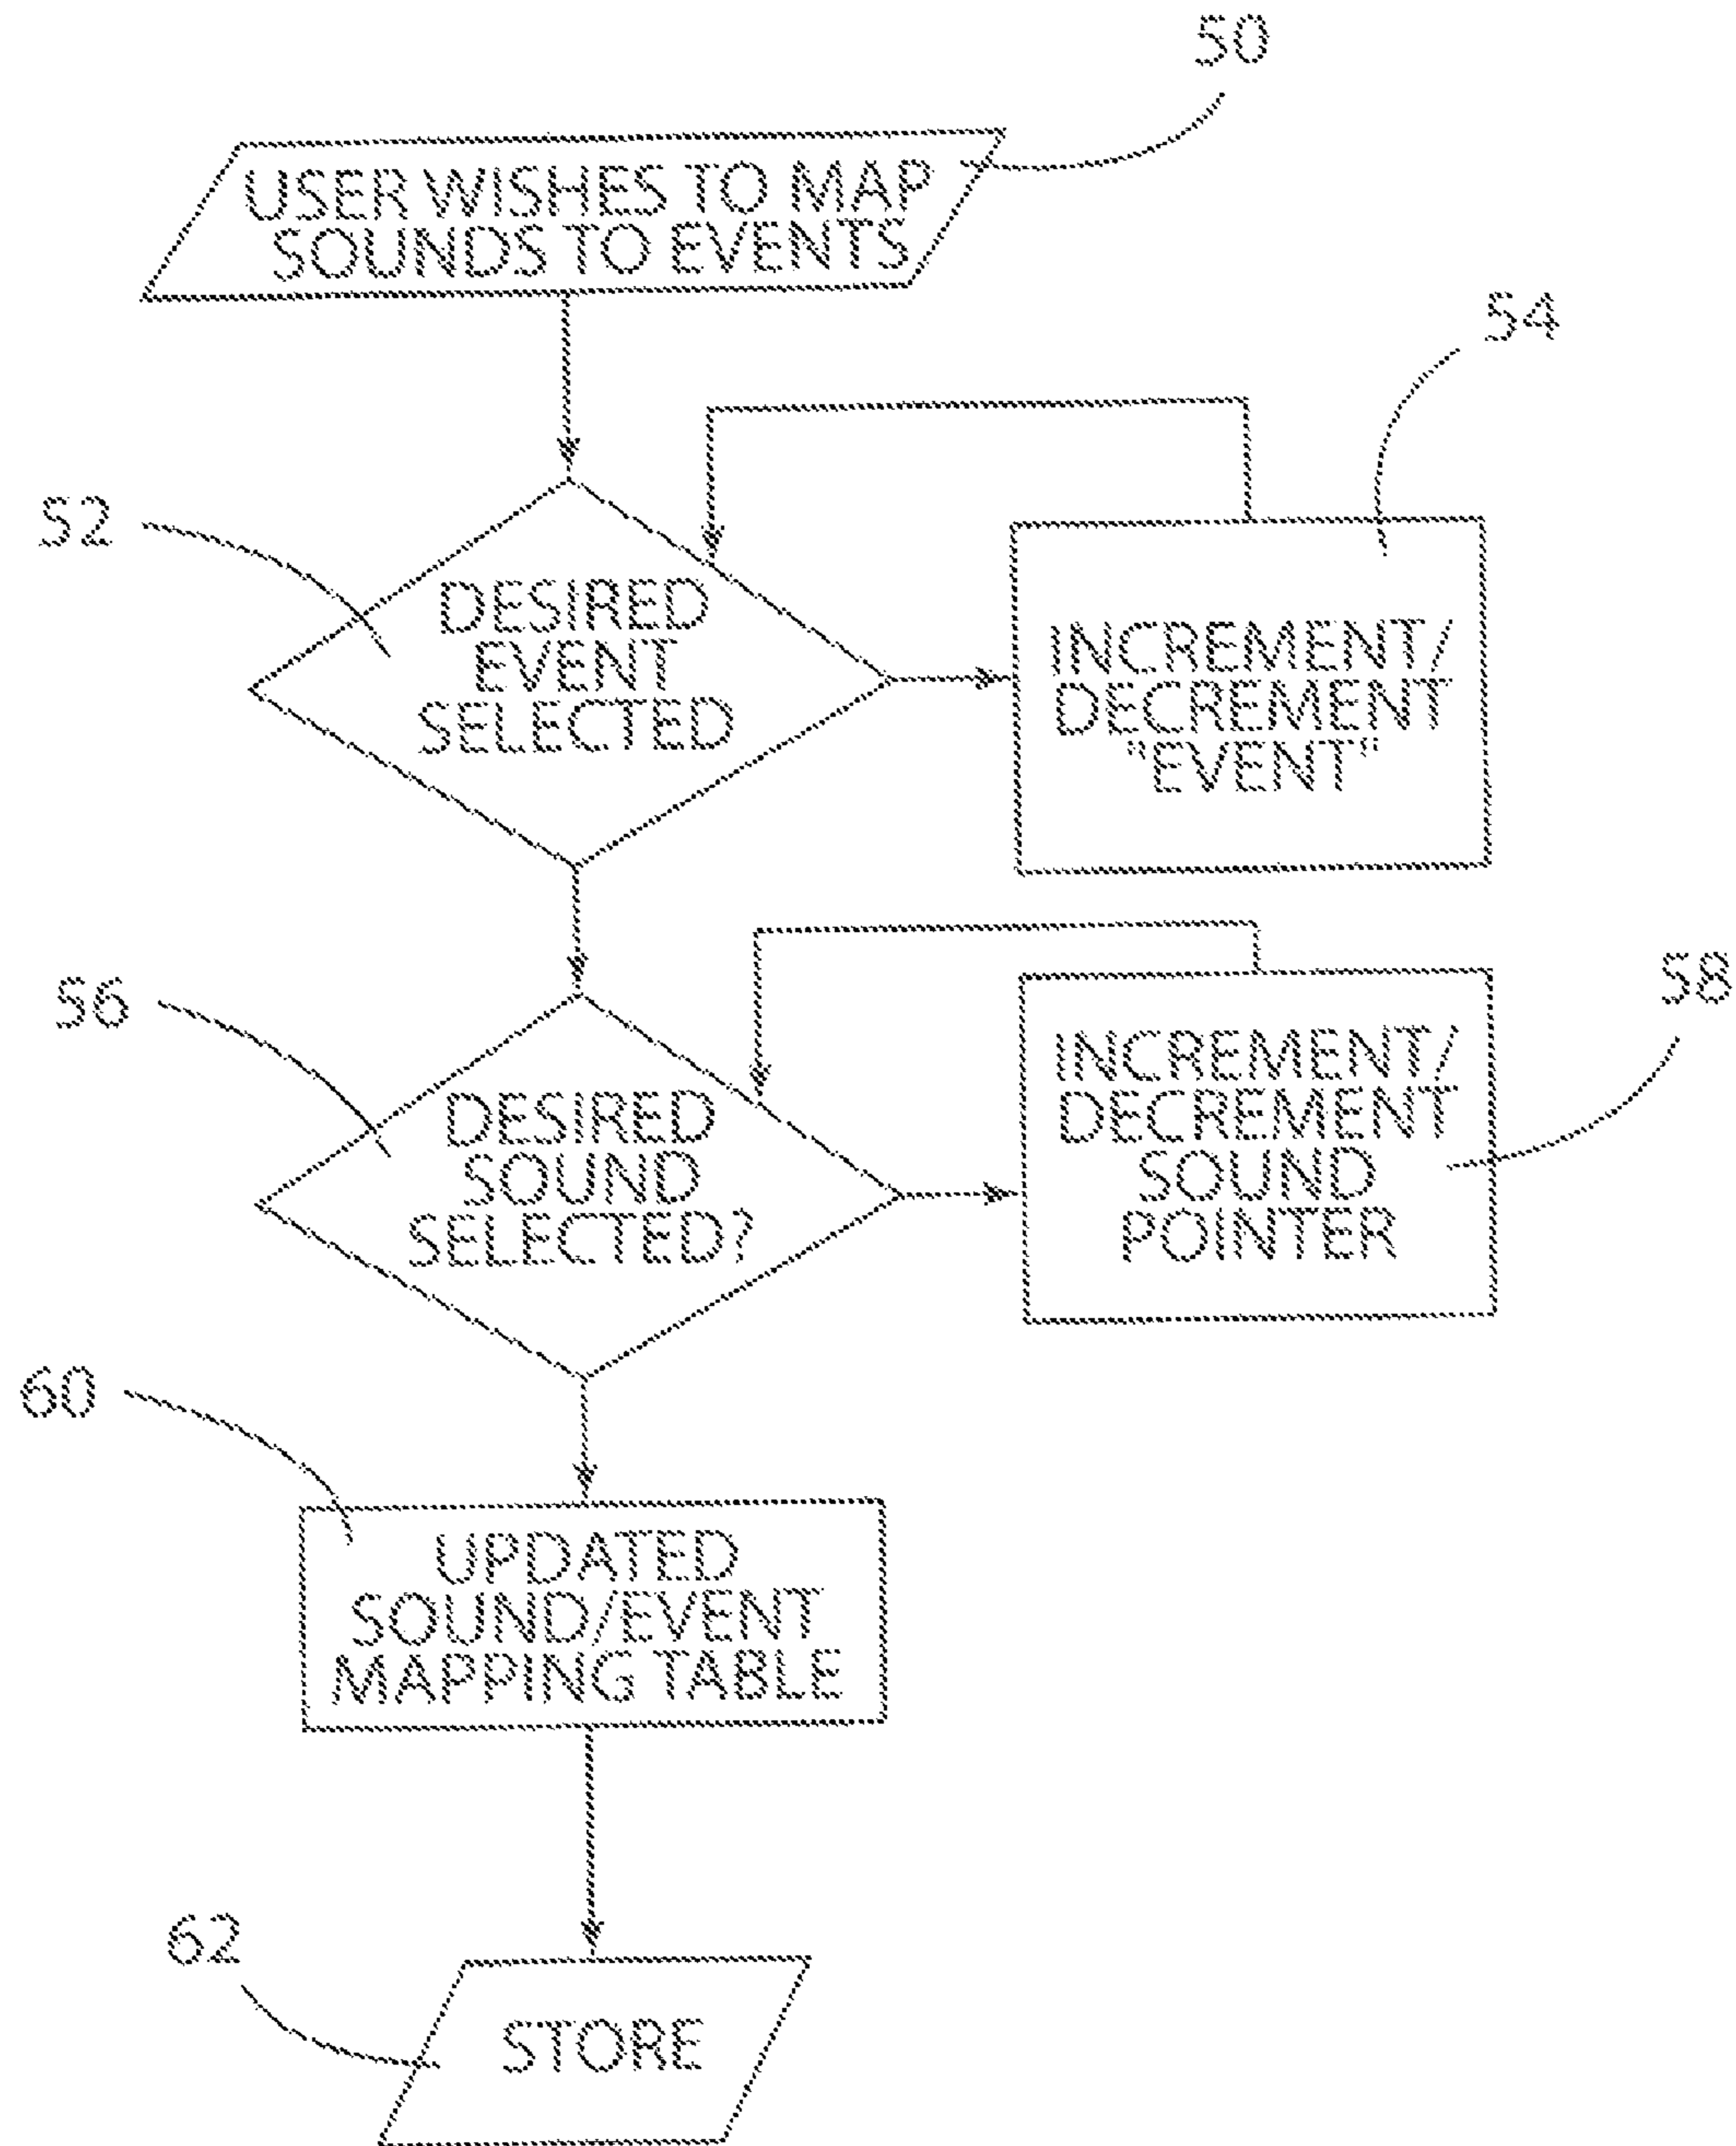 50
USER WISHES TO MAP
SOUNDS TO EVENTS
54
52
DESIRED
EVENT
SELECTED
INCREMENT/
DECREMENT
"EVENT"
56
58
DESIRED
SOUND
SELECTED?
INCREMENT/
DECREMENT
SOUND
POINTER
60
UPDATED
SOUND/EVENT
MAPPING TABLE
62
STORE